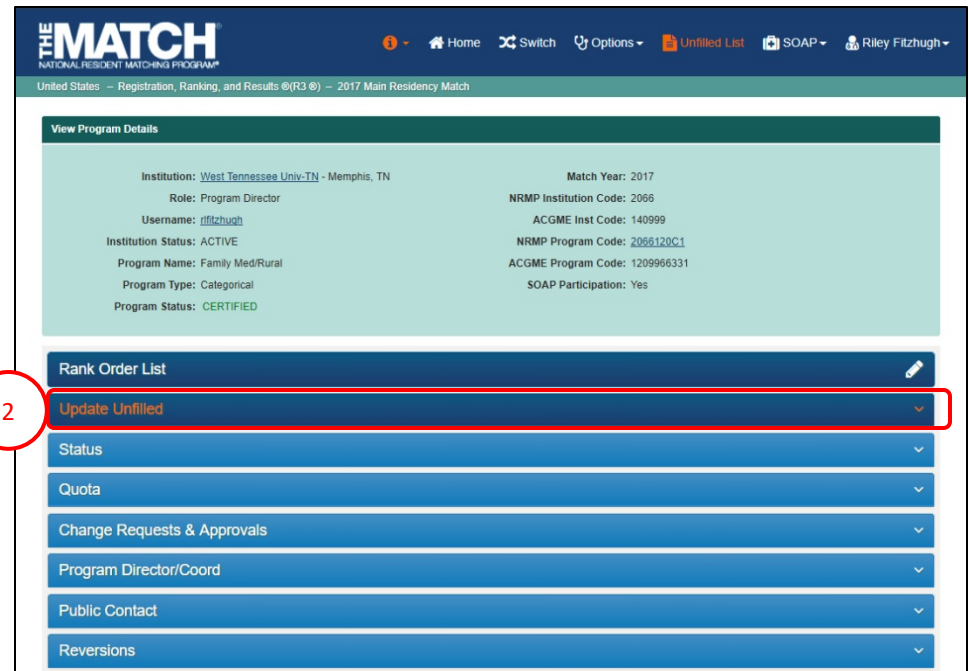 THE MATCH
NATIONAL RESIDENT MATCHING PROGRAM®
Home Switch Options Unfilled List SOAP Riley Fitzhugh
United States – Registration, Ranking, and Results ®(R3 ®) – 2017 Main Residency Match
View Program Details
Institution: West Tennessee Univ-TN - Memphis, TN Match Year: 2017
Role: Program Director NRMP Institution Code: 2066
Username: rlfitzhugh ACGME Inst Code: 140999
Institution Status: ACTIVE NRMP Program Code: 2066120C1
Program Name: Family Med/Rural ACGME Program Code: 1209966331
Program Type: Categorical SOAP Participation: Yes
Program Status: CERTIFIED
Rank Order List
2 Update Unfilled
Status
Quota
Change Requests & Approvals
Program Director/Coord
Public Contact
Reversions